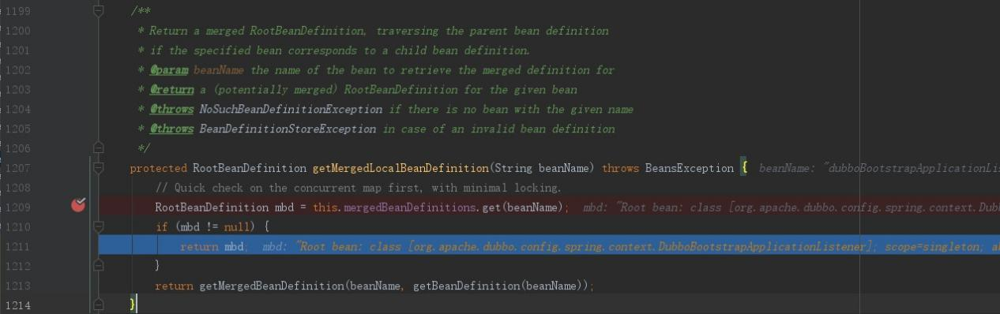 1199 /**
1200 * Return a merged RootBeanDefinition, traversing the parent bean definition
1201 * if the specified bean corresponds to a child bean definition.
1202 * @param beanName the name of the bean to retrieve the merged definition for
1203 * @return a (potentially merged) RootBeanDefinition for the given bean
1204 * @throws NoSuchBeanDefinitionException if there is no bean with the given name
1205 * @throws BeanDefinitionStoreException in case of an invalid bean definition
1206 */
1207 protected RootBeanDefinition getMergedLocalBeanDefinition(String beanName) throws BeansException { beanName: "dubboBootstrapApplicationLi
1208 // Quick check on the concurrent map first, with minimal locking.
1209 RootBeanDefinition mbd = this.mergedBeanDefinitions.get(beanName); mbd: "Root bean: class [org.apache.dubbo.config.spring.context.Dub
1210 if (mbd != null) {
1211 return mbd; mbd: "Root bean: class [org.apache.dubbo.config.spring.context.DubboBootstrapApplicationListener]; scope=singleton; a
1212 }
1213 return getMergedBeanDefinition(beanName, getBeanDefinition(beanName));
1214 }